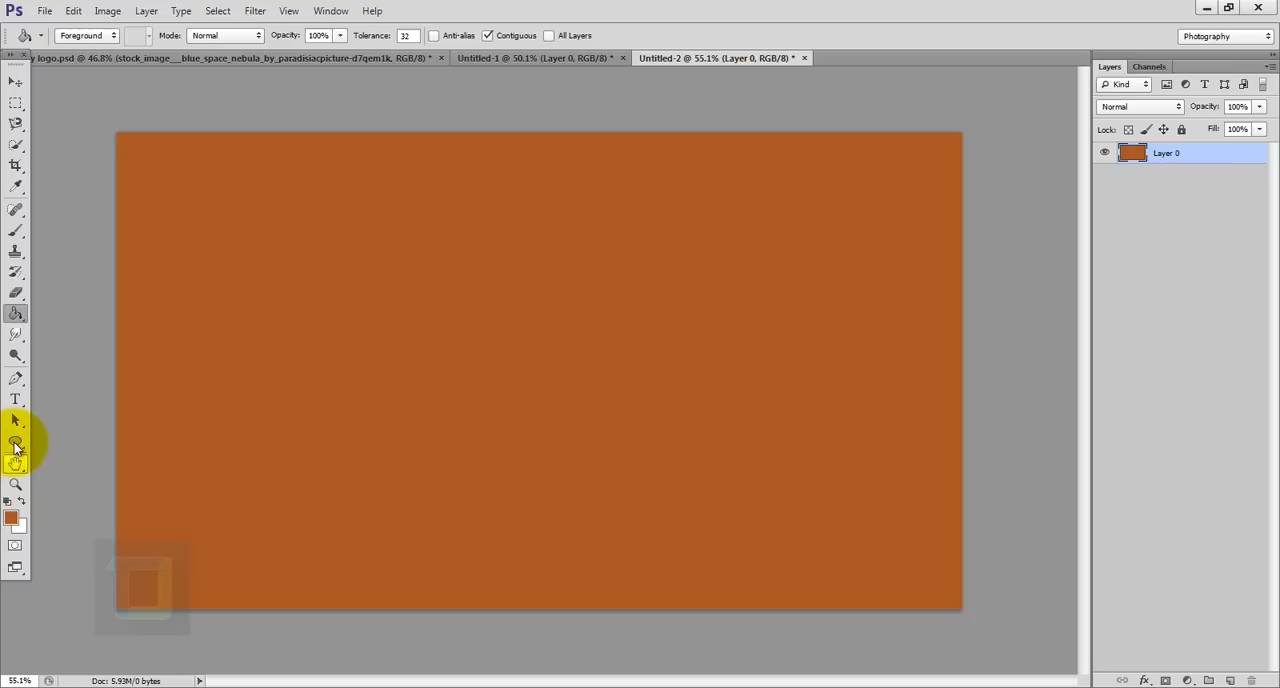 Ps File Edit Image Layer Type Select Filter View Window Help
Foreground Mode: Normal Opacity: 100% Tolerance: 32 Anti-alias Contiguous All Layers Photography
y logo.psd @ 46.8% (stock_image__blue_space_nebula_by_paradisiacpicture-d7qem1k, RGB/8) * × Untitled-1 @ 50.1% (Layer 0, RGB/8) * × Untitled-2 @ 55.1% (Layer 0, RGB/8) * ×
Layers Channels
Kind T
Normal Opacity: 100%
Lock: Fill: 100%
Layer 0
T
55.1% Doc: 5.93M/0 bytes fx